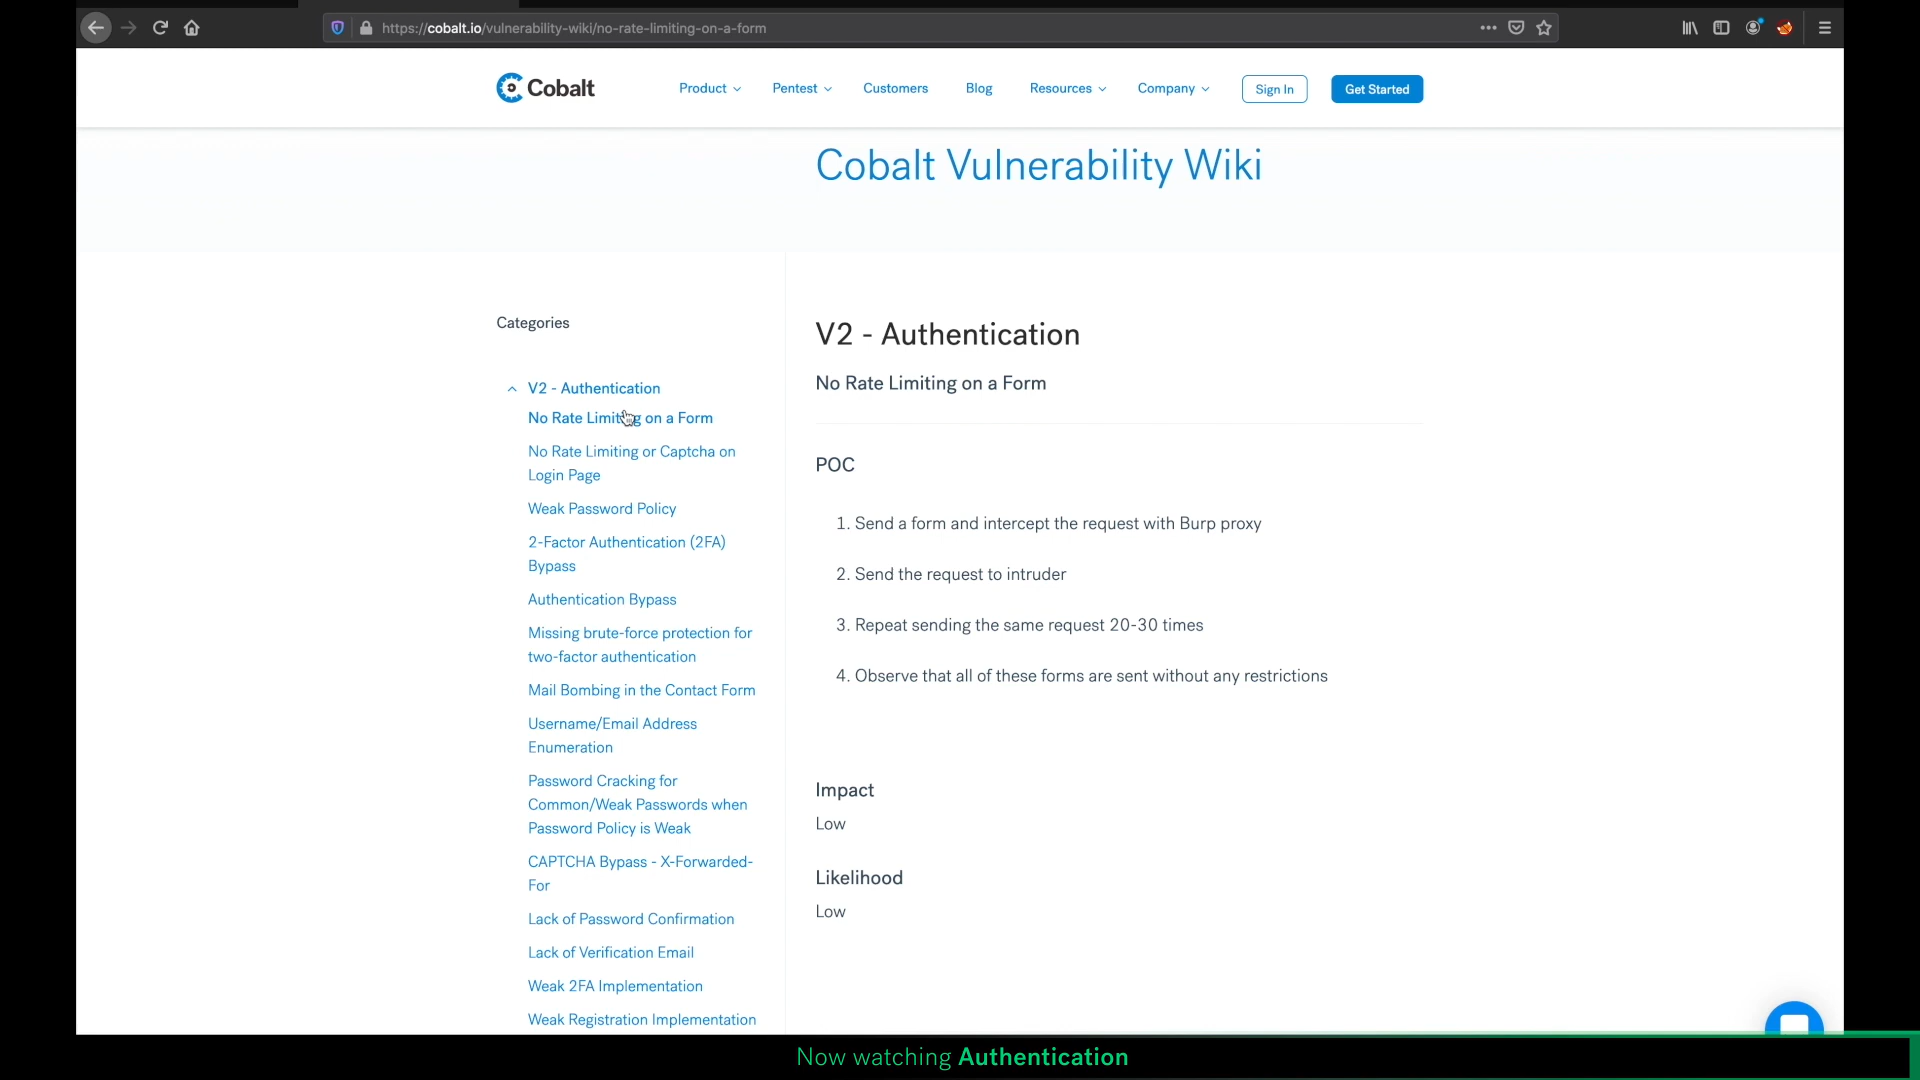 https://cobalt.io/vulnerability-wiki/no-rate-limiting-on-a-form
Cobalt
Product
Pentest
Customers
Blog
Resources
Company
Sign In
Get Started
Cobalt Vulnerability Wiki
Categories
V2 - Authentication
No Rate Limiting on a Form
No Rate Limiting or Captcha on
Login Page
Weak Password Policy
2-Factor Authentication (2FA)
Bypass
Authentication Bypass
Missing brute-force protection for
two-factor authentication
Mail Bombing in the Contact Form
Username/Email Address
Enumeration
Password Cracking for
Common/Weak Passwords when
Password Policy is Weak
CAPTCHA Bypass - X-Forwarded-
For
Lack of Password Confirmation
Lack of Verification Email
Weak 2FA Implementation
Weak Registration Implementation
V2 - Authentication
No Rate Limiting on a Form
POC
1. Send a form and intercept the request with Burp proxy
2. Send the request to intruder
3. Repeat sending the same request 20-30 times
4. Observe that all of these forms are sent without any restrictions
Impact
Low
Likelihood
Low
Now watching Authentication